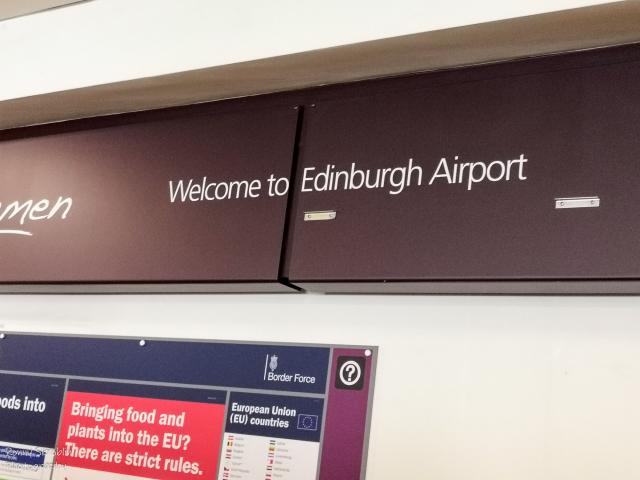 men
Welcome to Edinburgh Airport
Border Force
?
oods into
Bringing food and
plants into the EU?
There are strict rules.
European Union
(EU) countries